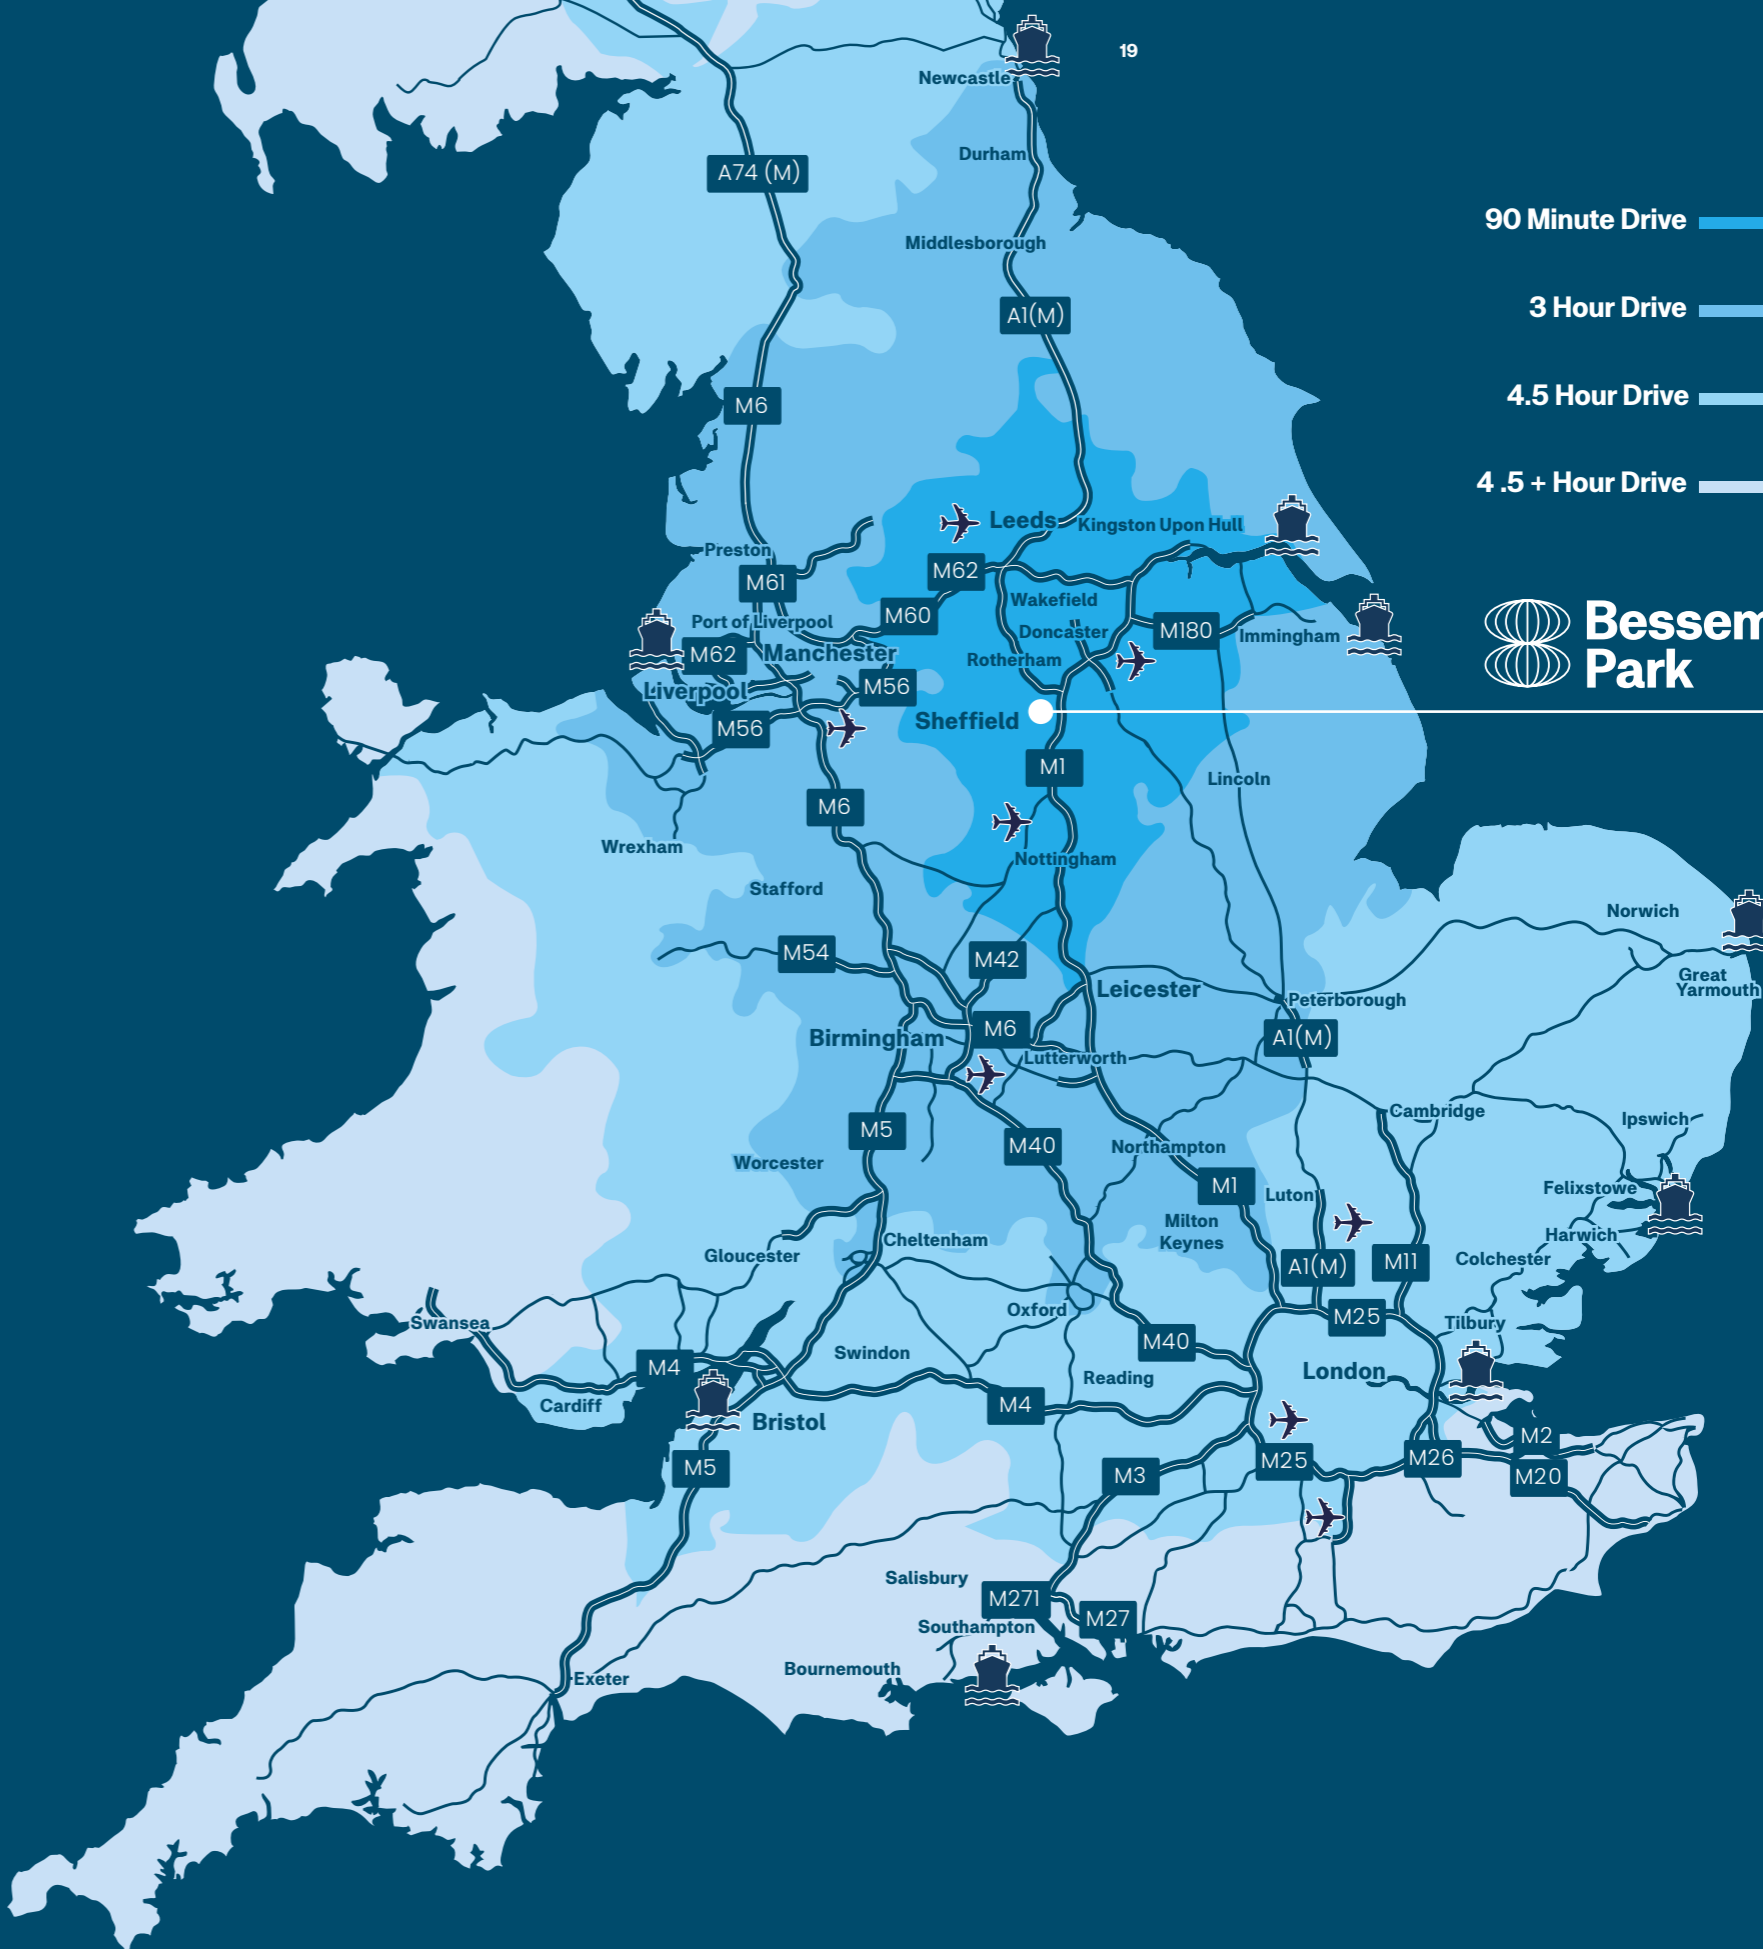 19
Newcastle
Durham
A74 (M)
90 Minute Drive
Middlesborough
3 Hour Drive
A1(M)
4.5 Hour Drive
M6
4 .5 + Hour Drive
Leeds
Kingston Upon Hull
Preston
M61
M62
Wakefield
M60
Port of Liverpool
Doncaster
M180
Immingham
Bessem
Park
M62
Manchester
Rotherham
Liverpool
M56
Sheffield
M56
M1
Lincoln
M6
Wrexham
Nottingham
Stafford
Norwich
M54
M42
Great
Yarmouth
Leicester
Peterborough
Birmingham
M6
A1(M)
Lutterworth
Cambridge
Ipswich
M5
M40
Northampton
Worcester
M1
Luton
Felixstowe
Milton
Keynes
Harwich
Cheltenham
Gloucester
A1(M)
M11
Colchester
Oxford
M25
Swansea
Tilbury
M40
Swindon
M4
London
Reading
Cardiff
M4
Bristol
M2
M5
M3
M25
M26
M20
Salisbury
M271
M27
Southampton
Bournemouth
Exeter